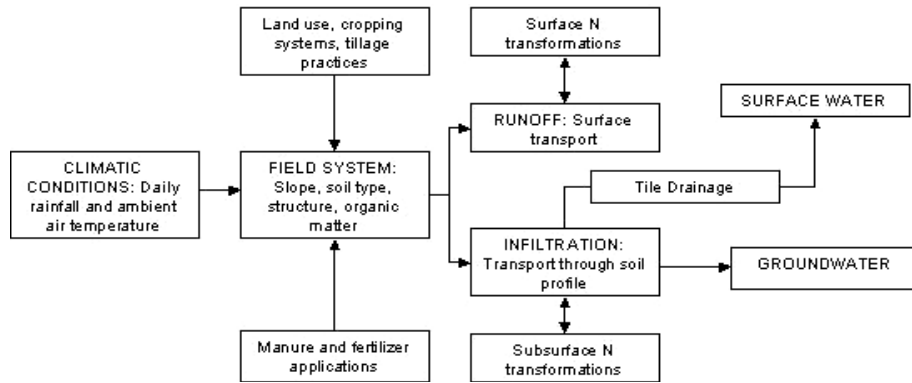 Land use, cropping
systems, tillage
practices
Surface N
transformations
SURFACE WATER
RUNOFF: Surface
transport
CLIMATIC
CONDITIONS: Daily
rainfall and ambient
air temperature
FIELD SYSTEM:
Slope, soil type,
structure, organic
matter
Tile Drainage
INFILTRATION:
Transport through soil
profile
GROUNDWATER
Manure and fertilizer
applications
Subsurface N
transformations